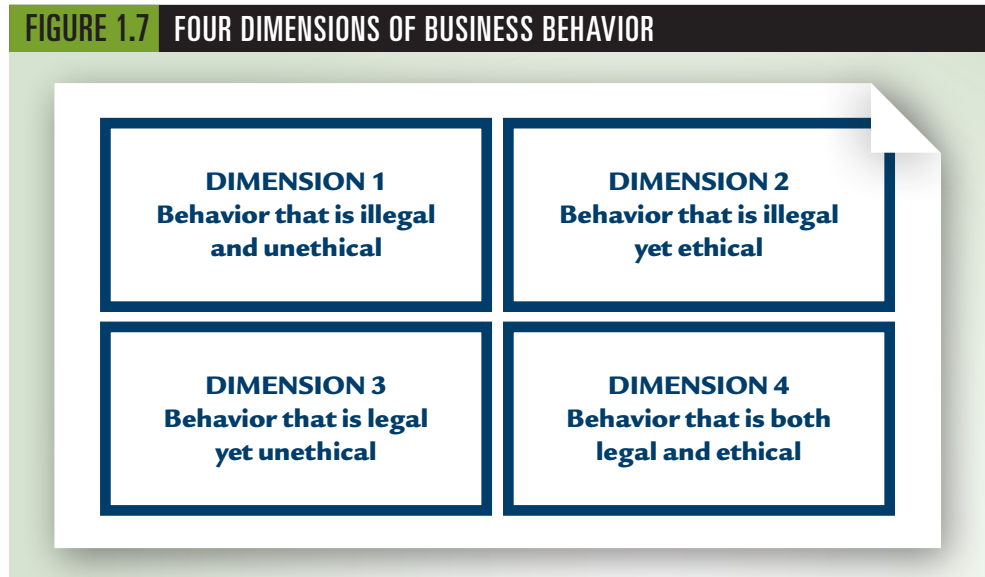 FIGURE 1.7 FOUR DIMENSIONS OF BUSINESS BEHAVIOR
DIMENSION 1
Behavior that is illegal
and unethical
DIMENSION 2
Behavior that is illegal
yet ethical
DIMENSION 3
Behavior that is legal
yet unethical
DIMENSION 4
Behavior that is both
legal and ethical